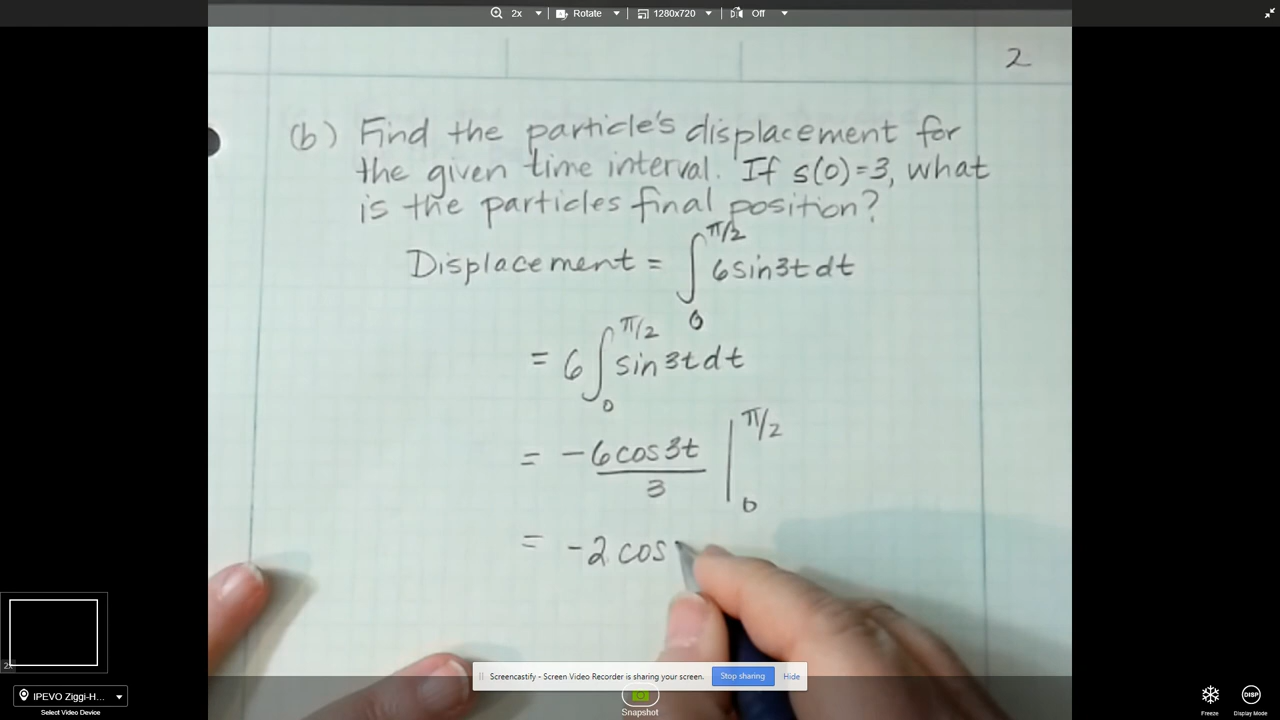 2x Rotate 1280x720 Off
2
(b) Find the particle's displacement for
the given time interval. If s(0)=3, what
is the particles final position?
Displacement = ∫₀^π/2 6sin3t dt
= 6 ∫₀^π/2 sin3t dt
= -6cos3t/3 |₀^π/2
= -2 cos
2x
IPEVO Ziggi-H...
Select Video Device
Screencastify - Screen Video Recorder is sharing your screen. Stop sharing Hide
Snapshot
DISP
Freeze Display Mode